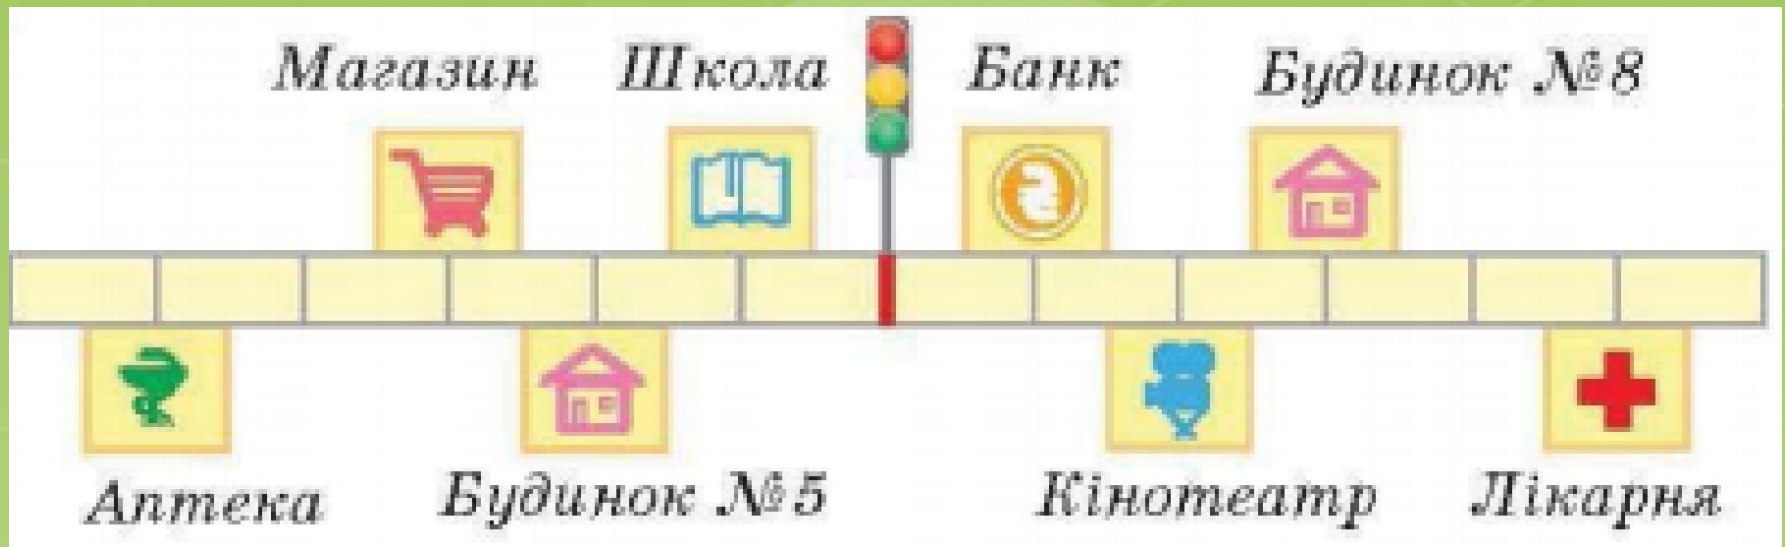 Магазин Школа Банк Будинок №8
Аптека Будинок №5 Кінотеатр Лікарня